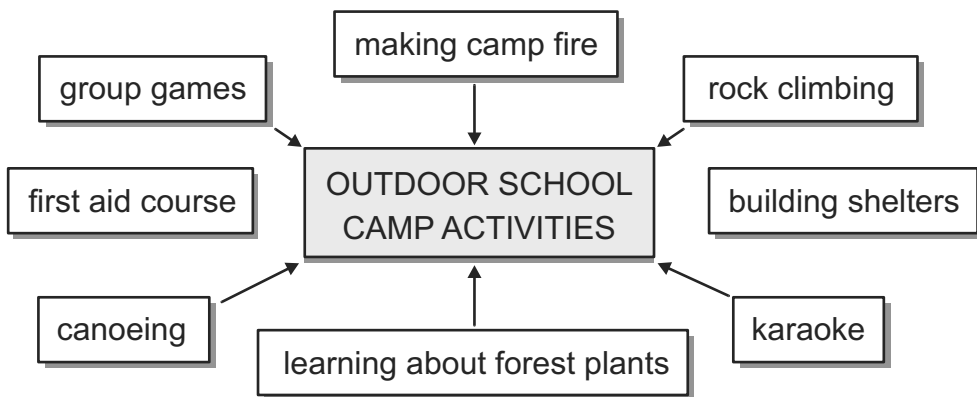 making camp fire
group games
rock climbing
first aid course
OUTDOOR SCHOOL
CAMP ACTIVITIES
building shelters
canoeing
learning about forest plants
karaoke